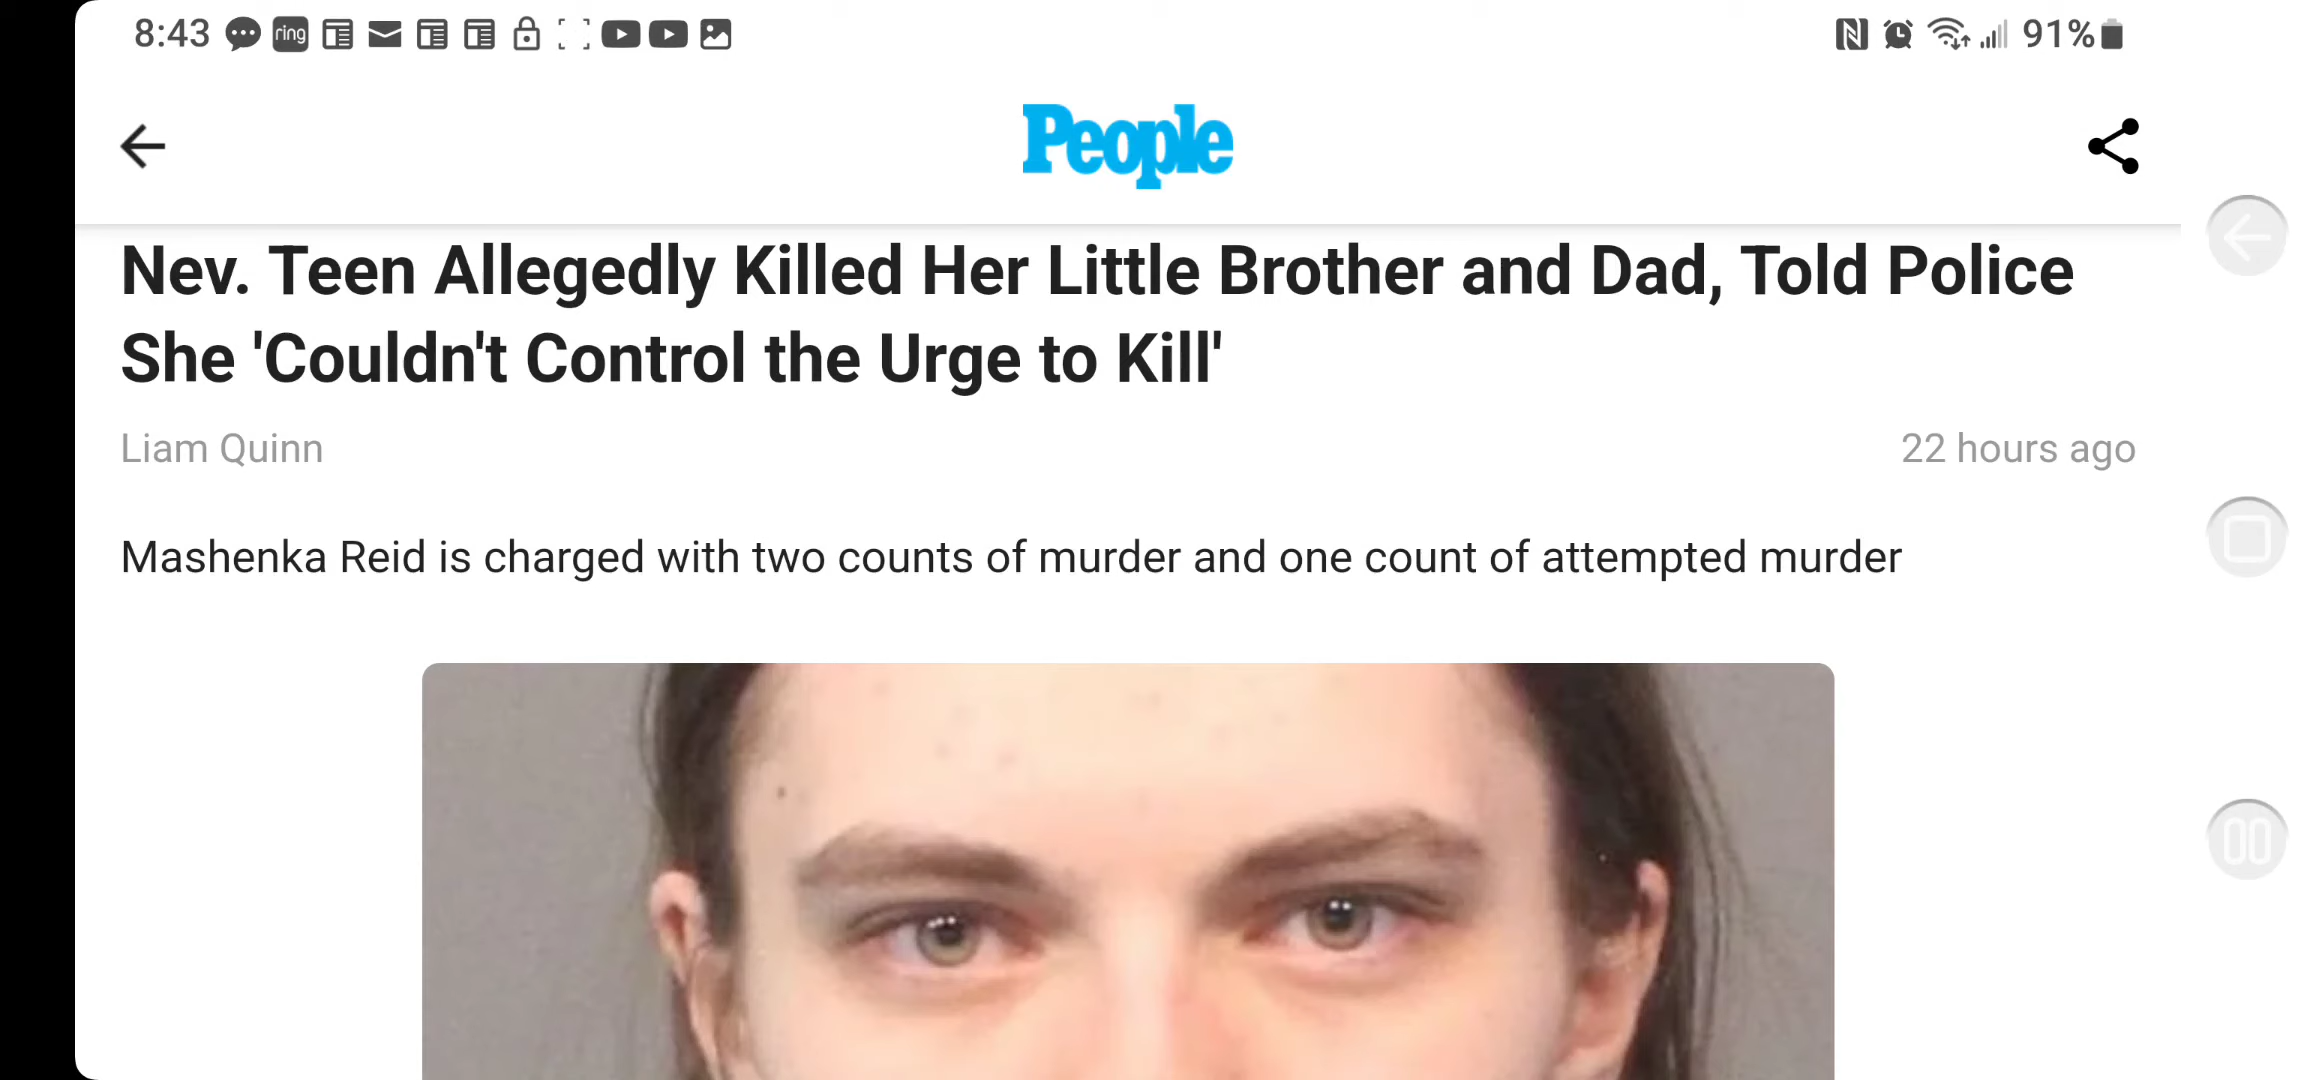 8:43 ring 91%
People
Nev. Teen Allegedly Killed Her Little Brother and Dad, Told Police
She 'Couldn't Control the Urge to Kill'
Liam Quinn 22 hours ago
Mashenka Reid is charged with two counts of murder and one count of attempted murder